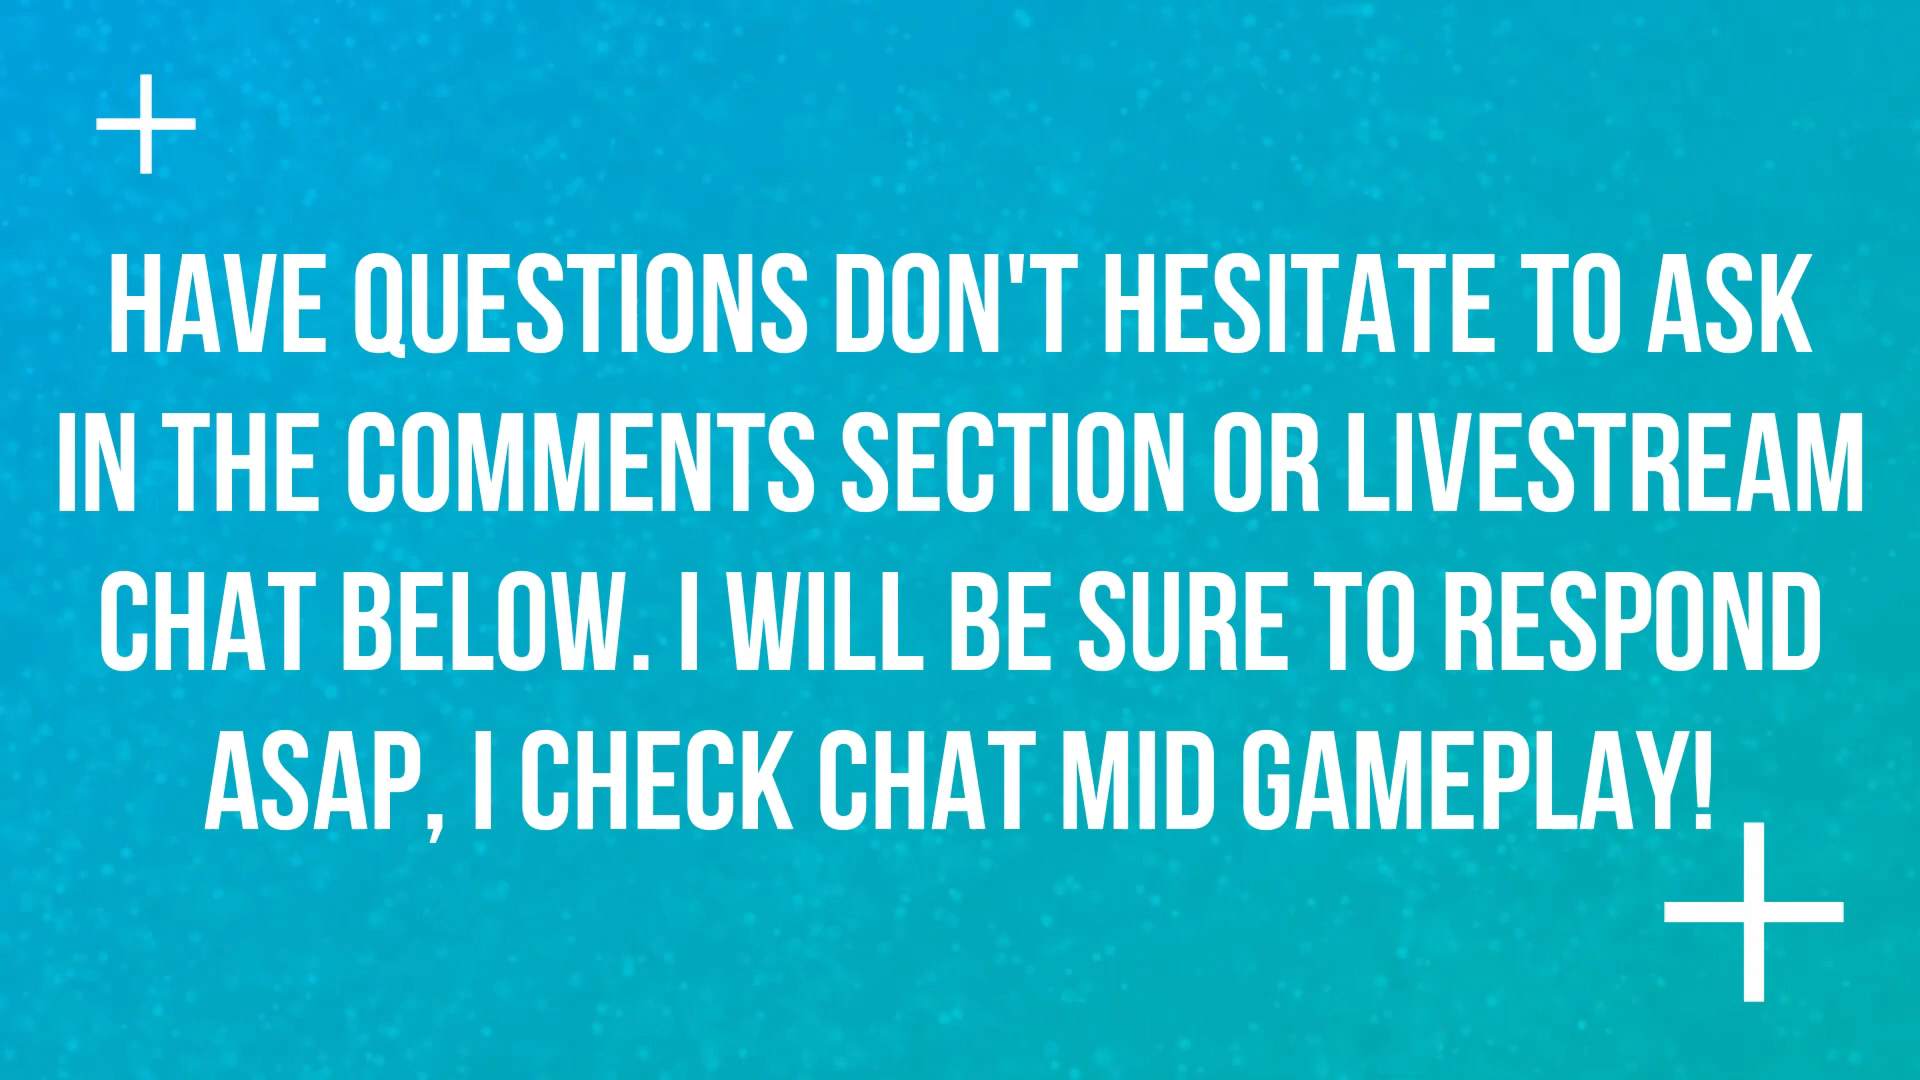 HAVE QUESTIONS DON'T HESITATE TO ASK
IN THE COMMENTS SECTION OR LIVESTREAM
CHAT BELOW. I WILL BE SURE TO RESPOND
ASAP, I CHECK CHAT MID GAMEPLAY!